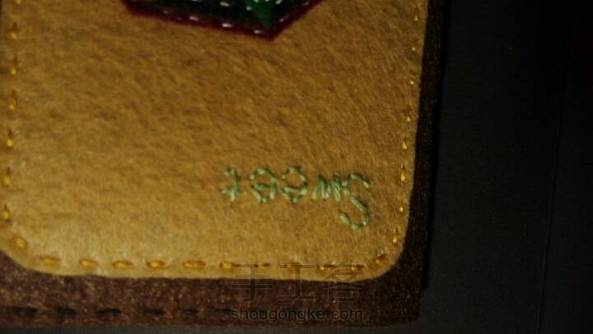 Sweet
手工客
shougongke.com